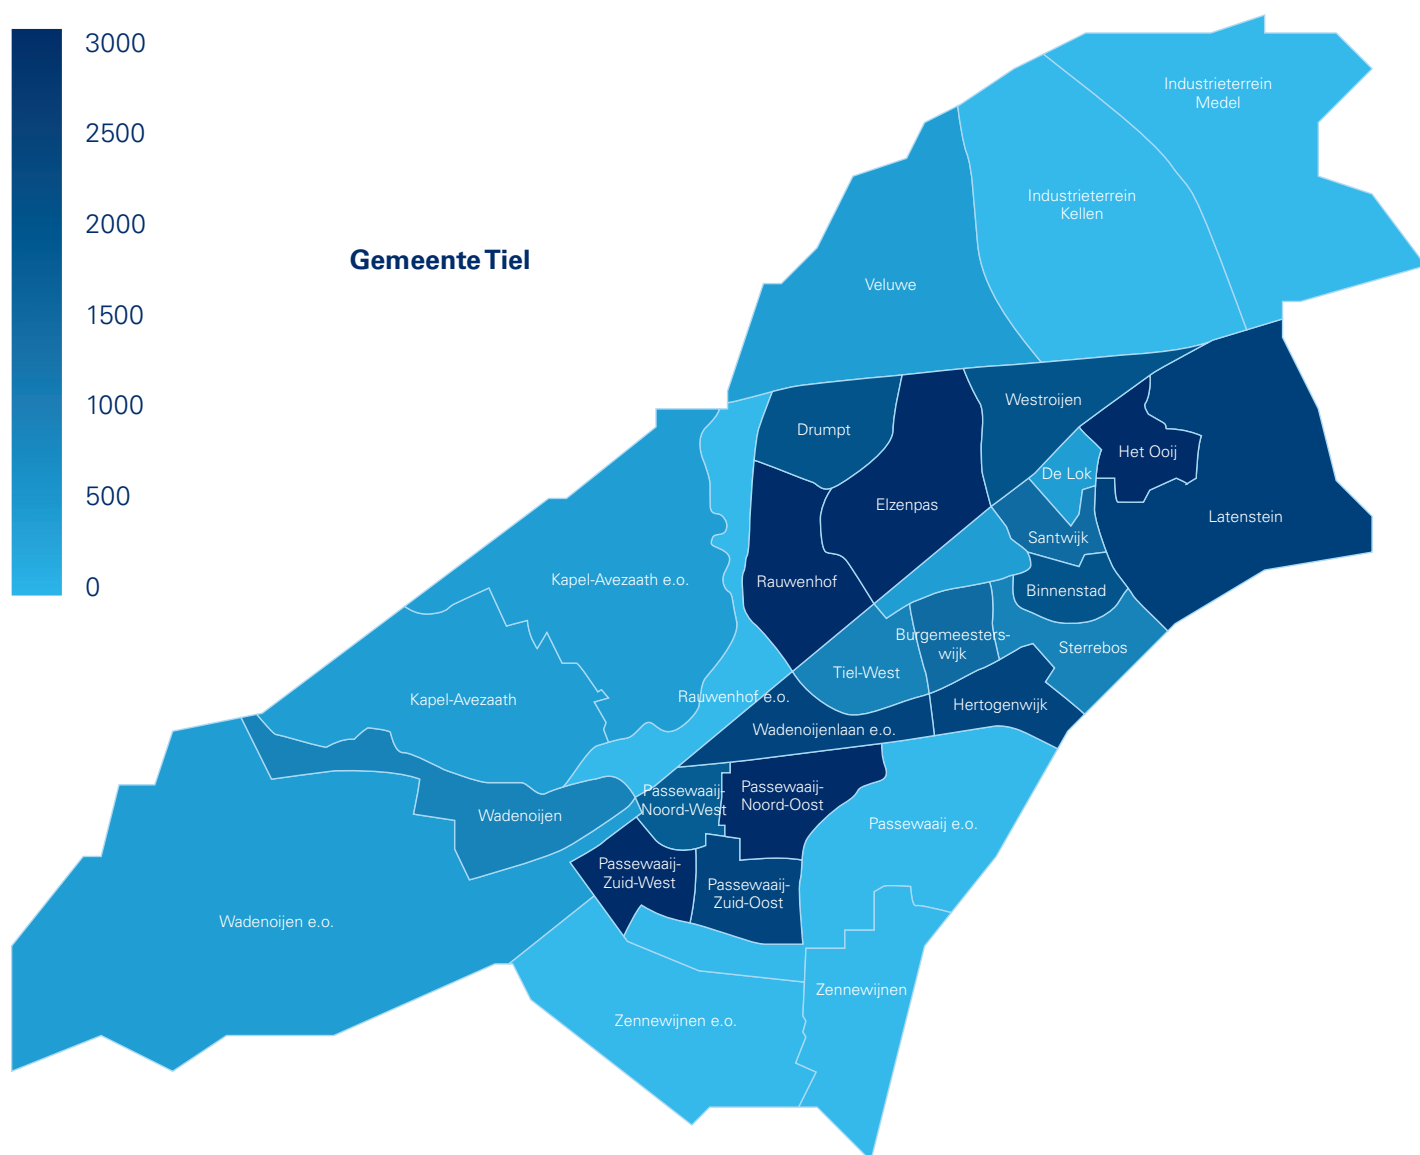 3000
2500
2000
1500
1000
500
0
Gemeente Tiel
Industrieterrein
Medel
Industrieterrein
Kellen
Veluwe
Westroijen
Drumpt
Het Ooij
De Lok
Elzenpas
Latenstein
Santwijk
Kapel-Avezaath e.o.
Rauwenhof
Binnenstad
Burgemeesters-
wijk
Sterrebos
Tiel-West
Kapel-Avezaath
Rauwenhof e.o.
Hertogenwijk
Wadenoijenlaan e.o.
Passewaaij-
Noord-West
Passewaaij-
Noord-Oost
Wadenoijen
Passewaaij e.o.
Passewaaij-
Zuid-West
Passewaaij-
Zuid-Oost
Wadenoijen e.o.
Zennewijnen
Zennewijnen e.o.